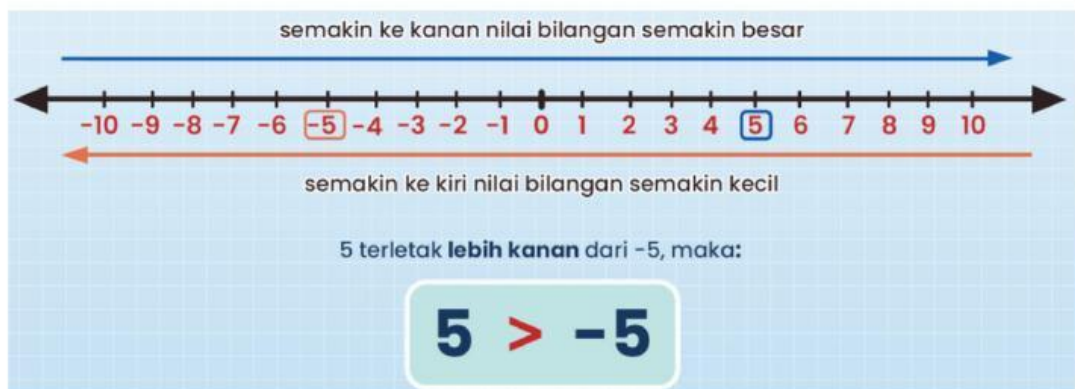 semakin ke kanan nilai bilangan semakin besar
-10 -9 -8 -7 -6 -5 -4 -3 -2 -1 0 1 2 3 4 5 6 7 8 9 10
semakin ke kiri nilai bilangan semakin kecil
5 terletak lebih kanan dari -5, maka:
5 > -5